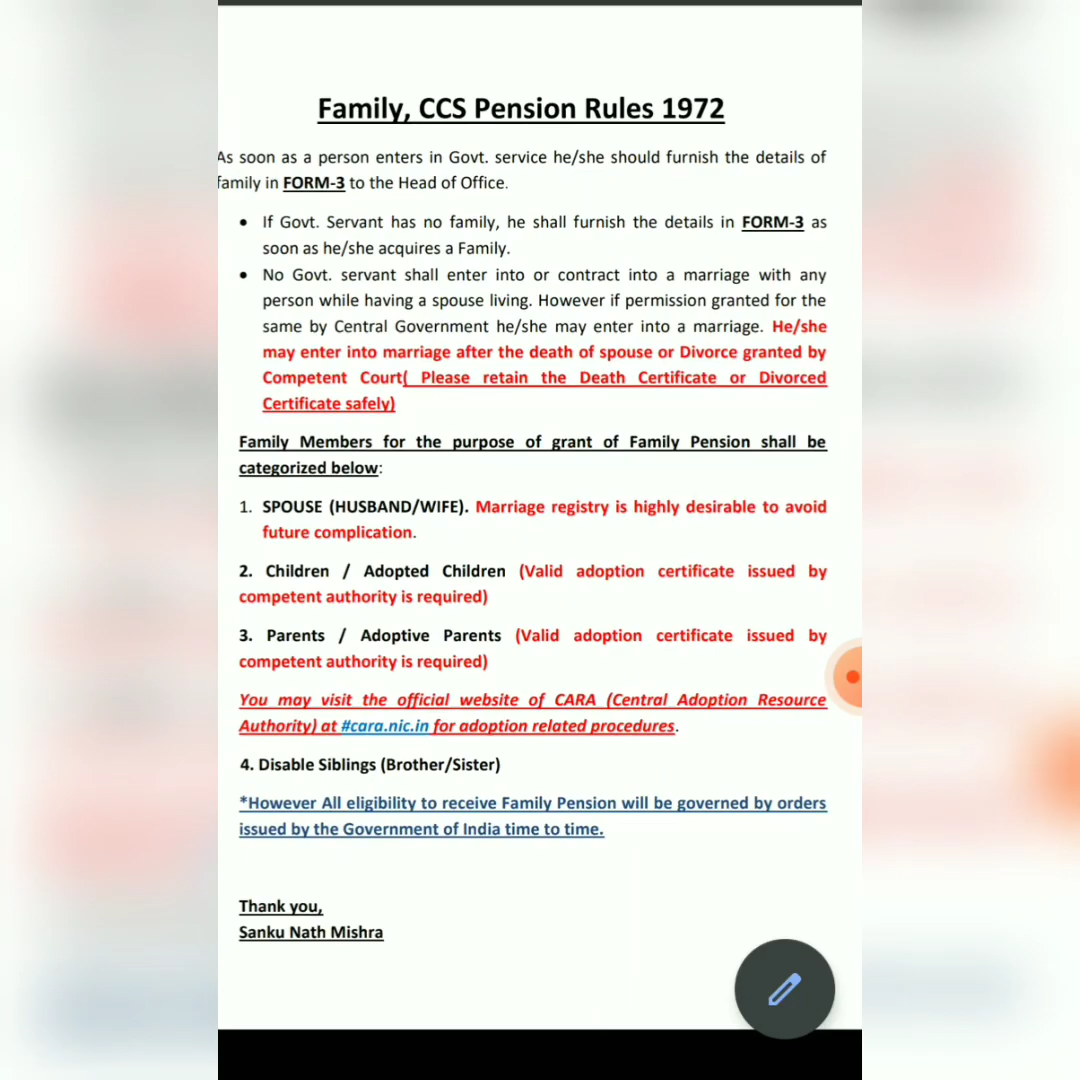 Family, CCS Pension Rules 1972
As soon as a person enters in Govt. service he/she should furnish the details of
family in FORM-3 to the Head of Office.
• If Govt. Servant has no family, he shall furnish the details in FORM-3 as
soon as he/she acquires a Family.
• No Govt. servant shall enter into or contract into a marriage with any
person while having a spouse living. However if permission granted for the
same by Central Government he/she may enter into a marriage. He/she
may enter into marriage after the death of spouse or Divorce granted by
Competent Court( Please retain the Death Certificate or Divorced
Certificate safely)
Family Members for the purpose of grant of Family Pension shall be
categorized below:
1. SPOUSE (HUSBAND/WIFE). Marriage registry is highly desirable to avoid
future complication.
2. Children / Adopted Children (Valid adoption certificate issued by
competent authority is required)
3. Parents / Adoptive Parents (Valid adoption certificate issued by
competent authority is required)
You may visit the official website of CARA (Central Adoption Resource
Authority) at #cara.nic.in for adoption related procedures.
4. Disable Siblings (Brother/Sister)
*However All eligibility to receive Family Pension will be governed by orders
issued by the Government of India time to time.
Thank you,
Sanku Nath Mishra